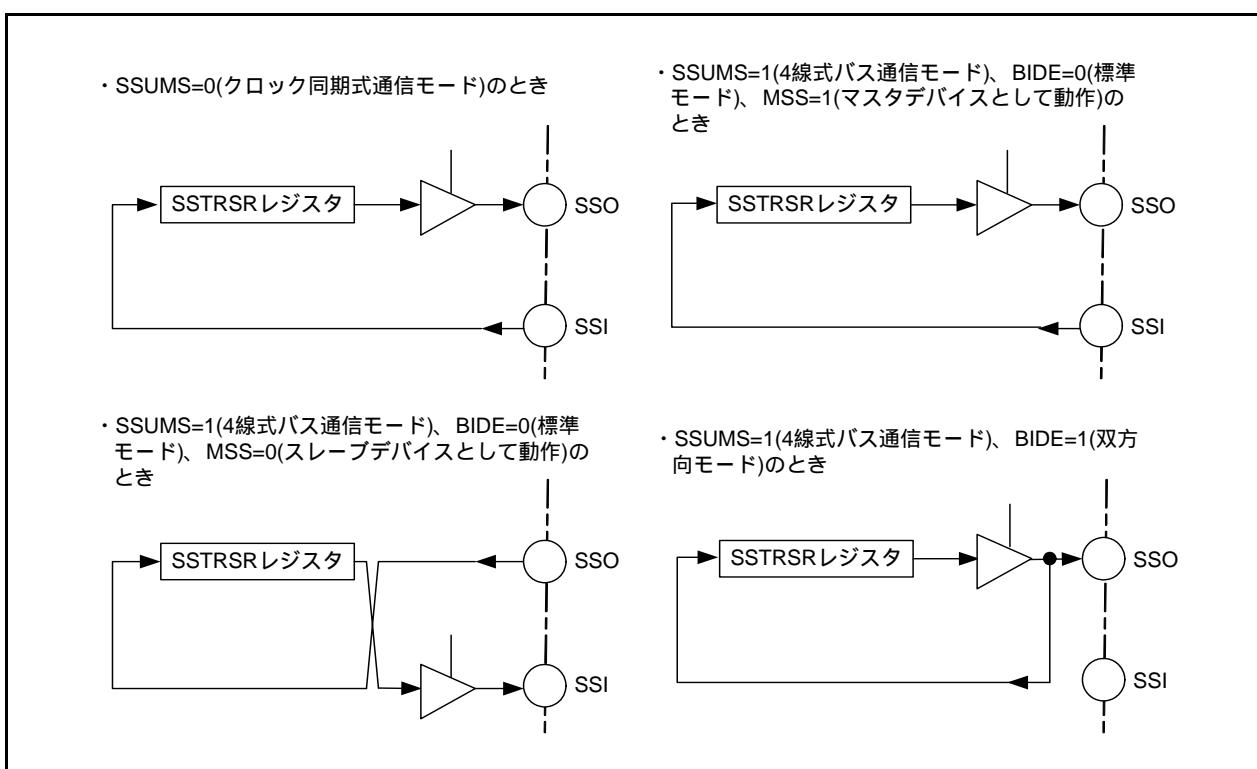 ・SSUMS=0(クロック同期式通信モード)のとき
SSTRSRレジスタ
SSO
SSI
・SSUMS=1(4線式バス通信モード)、BIDE=0(標準
モード)、MSS=1(マスタデバイスとして動作)の
とき
SSTRSRレジスタ
SSO
SSI
・SSUMS=1(4線式バス通信モード)、BIDE=0(標準
モード)、MSS=0(スレーブデバイスとして動作)の
とき
SSTRSRレジスタ
SSO
SSI
・SSUMS=1(4線式バス通信モード)、BIDE=1(双方
向モード)のとき
SSTRSRレジスタ
SSO
SSI